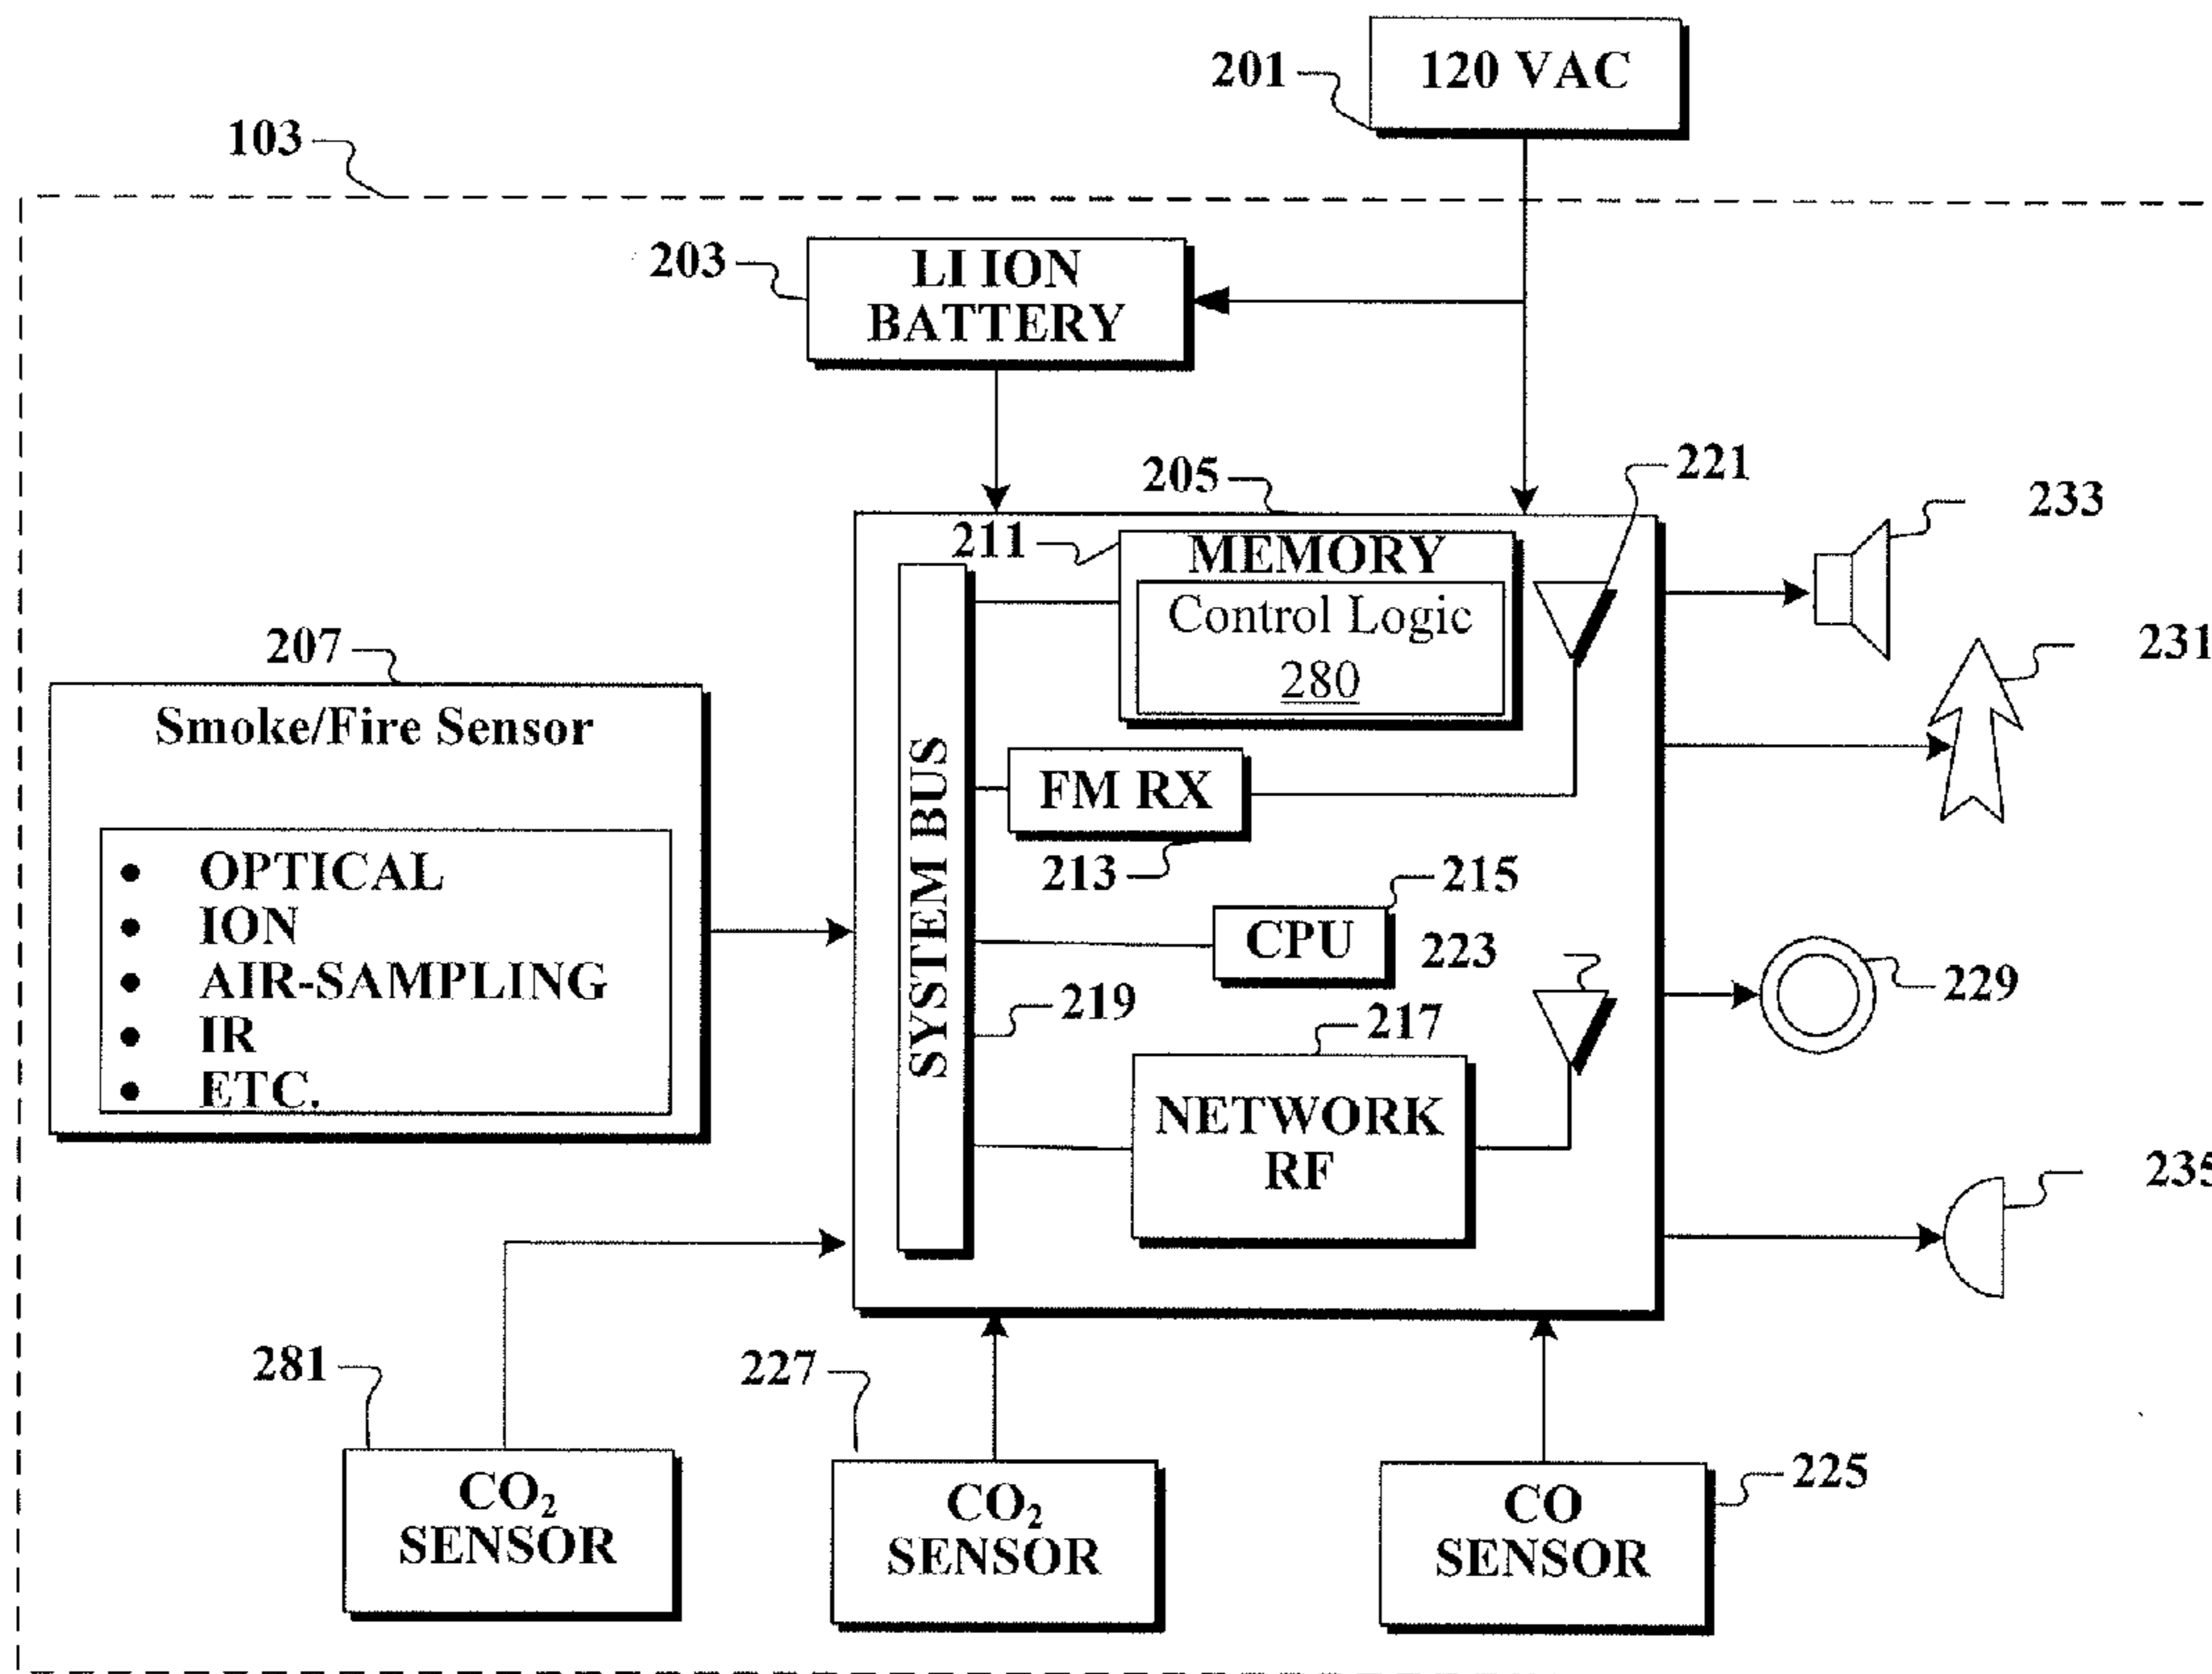 120 VAC
201
103
203
LI ION
BATTERY
205
221
211
MEMORY
Control Logic
280
233
231
207
Smoke/Fire Sensor
• OPTICAL
• ION
• AIR-SAMPLING
• IR
• ETC.
SYSTEM BUS
FM RX
213
215
CPU
223
219
217
NETWORK
RF
229
235
281
CO₂
SENSOR
227
CO₂
SENSOR
CO
SENSOR
225